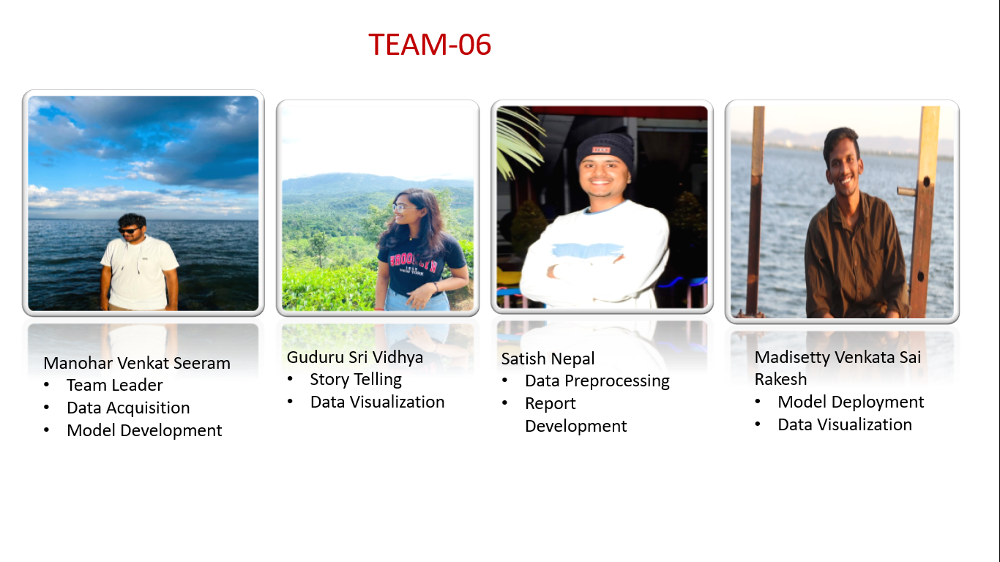 TEAM-06
Manohar Venkat Seeram
• Team Leader
• Data Acquisition
• Model Development
Guduru Sri Vidhya
• Story Telling
• Data Visualization
Satish Nepal
• Data Preprocessing
• Report
Development
Madisetty Venkata Sai
Rakesh
• Model Deployment
• Data Visualization
NEW YORK